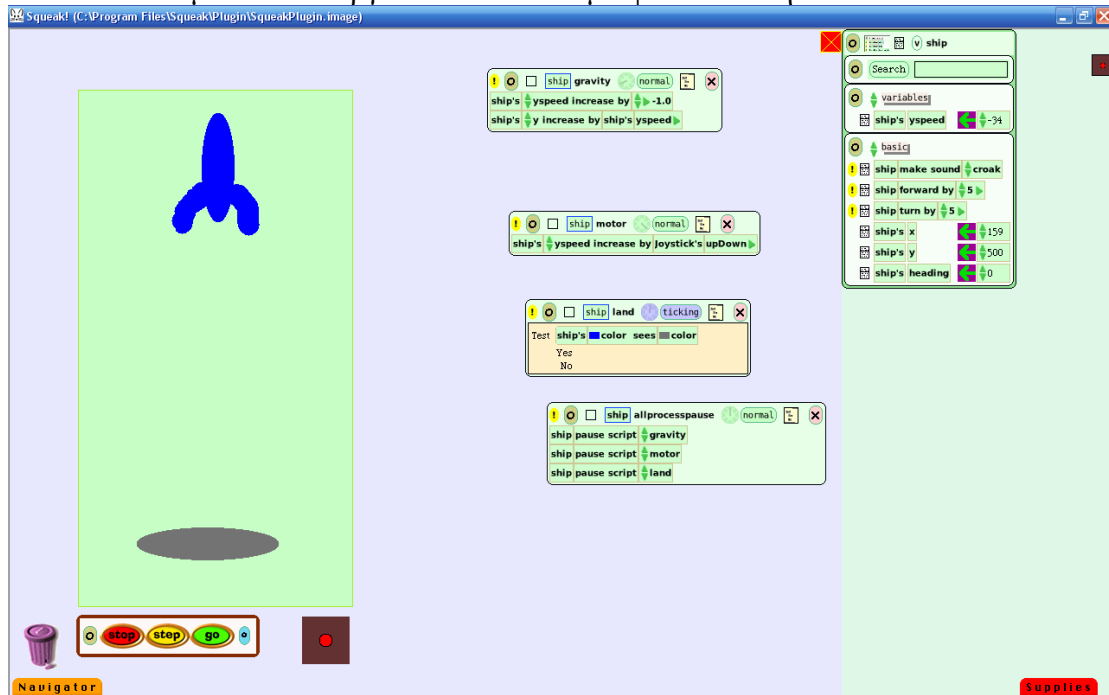 Squeak! (C:\Program Files\Squeak\Plugin\SqueakPlugin.image)
! O ship gravity normal
ship's yspeed increase by -1.0
ship's y increase by ship's yspeed
! O ship motor normal
ship's yspeed increase by Joystick's upDown
! O ship land ticking
Test ship's color sees color
Yes
No
! O ship allprocesspause normal
ship pause script gravity
ship pause script motor
ship pause script land
O v ship
O Search
O variables
ship's yspeed -34
O basic
! ship make sound croak
! ship forward by 5
! ship turn by 5
ship's x 159
ship's y 500
ship's heading 0
O stop step go
Navigator
Supplies